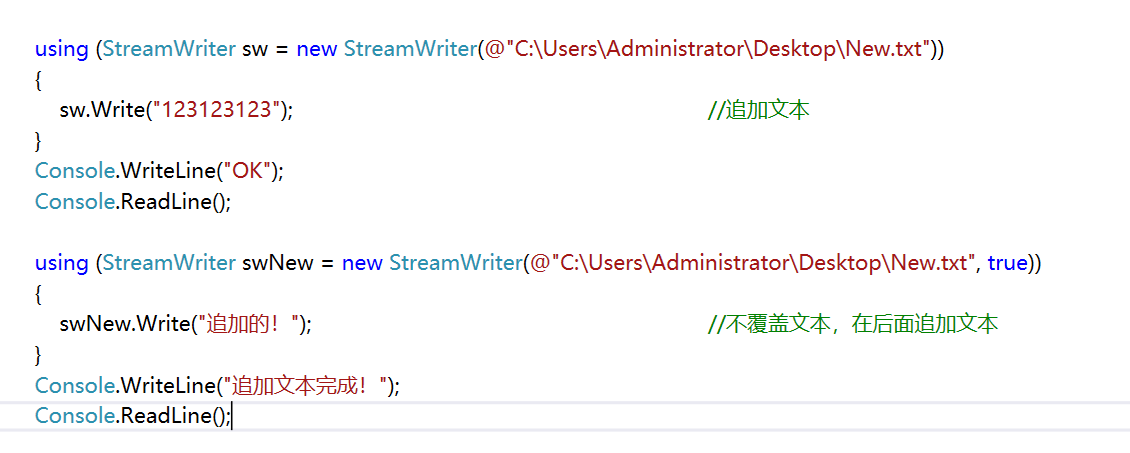 using (StreamWriter sw = new StreamWriter(@"C:\Users\Administrator\Desktop\New.txt"))
{
    sw.Write("123123123"); //追加文本
}
Console.WriteLine("OK");
Console.ReadLine();
using (StreamWriter swNew = new StreamWriter(@"C:\Users\Administrator\Desktop\New.txt", true))
{
    swNew.Write("追加的！"); //不覆盖文本，在后面追加文本
}
Console.WriteLine("追加文本完成！");
Console.ReadLine();